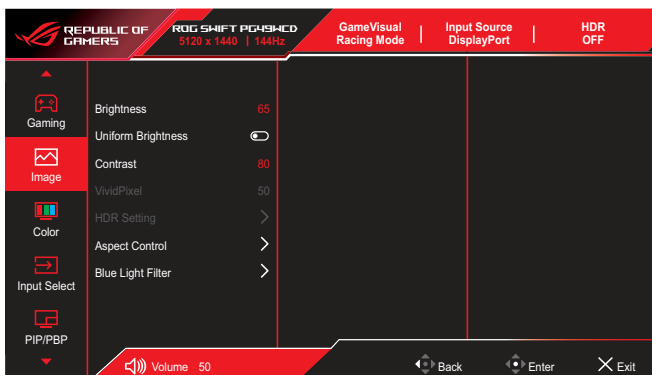 REPUBLIC OF
GAMERS
ROG SWIFT PG49WCD
5120 x 1440 | 144Hz
GameVisual
Racing Mode
Input Source
DisplayPort
HDR
OFF
Gaming
Image
Color
Input Select
PIP/PBP
Brightness 65
Uniform Brightness
Contrast 80
VividPixel 50
HDR Setting
Aspect Control
Blue Light Filter
Volume 50
Back
Enter
Exit